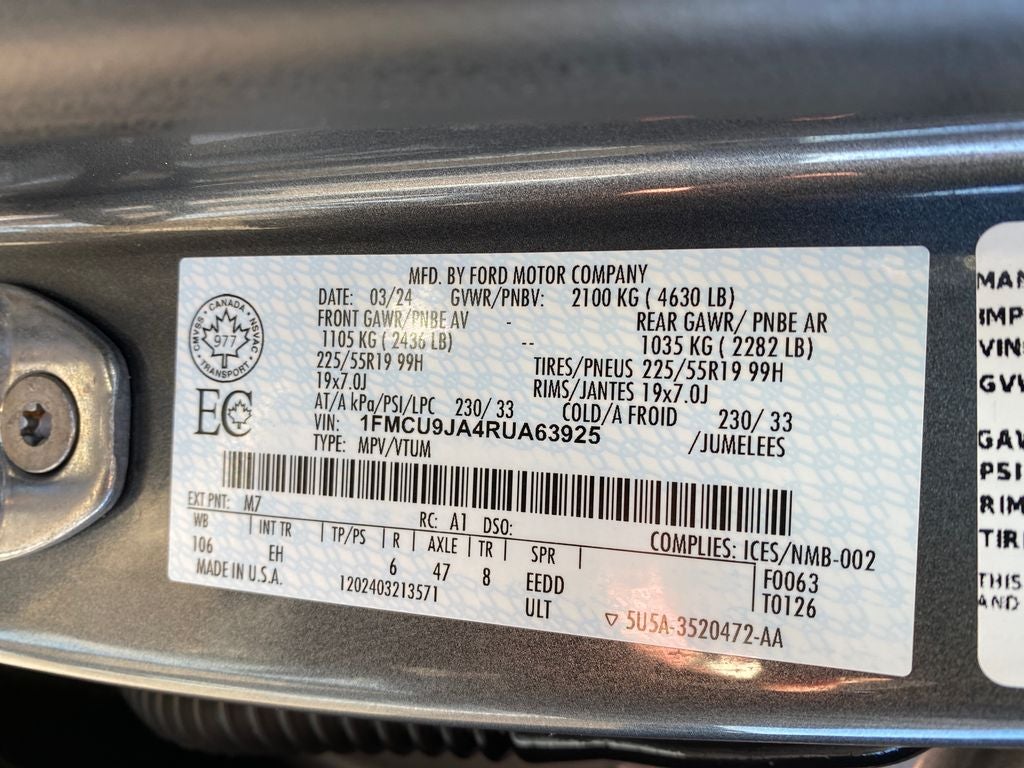 MFD. BY FORD MOTOR COMPANY
DATE: 03/24 GVWR/PNBV: 2100 KG ( 4630 LB)
FRONT GAWR/PNBE AV - REAR GAWR/ PNBE AR
1105 KG ( 2436 LB) -- 1035 KG ( 2282 LB)
225/55R19 99H TIRES/PNEUS 225/55R19 99H
19x7.0J RIMS/JANTES 19x7.0J
AT/A kPa/PSI/LPC 230/ 33 COLD/A FROID 230/ 33
VIN: 1FMCU9JA4RUA63925 /JUMELEES
TYPE: MPV/VTUM
CANADA
CMVSS NSVAC
977
TRANSPORT
EC
EXT PNT: M7 RC: A1 DSO: COMPLIES: ICES/NMB-002
WB INT TR TP/PS R AXLE TR SPR
106 EH 6 47 8 EEDD F0063
MADE IN U.S.A. 1202403213571 ULT T0126
▽ 5U5A-3520472-AA
MAN
IMP
VIN
GVW
GAW
PSI
RIM
TIR
THIS
AND